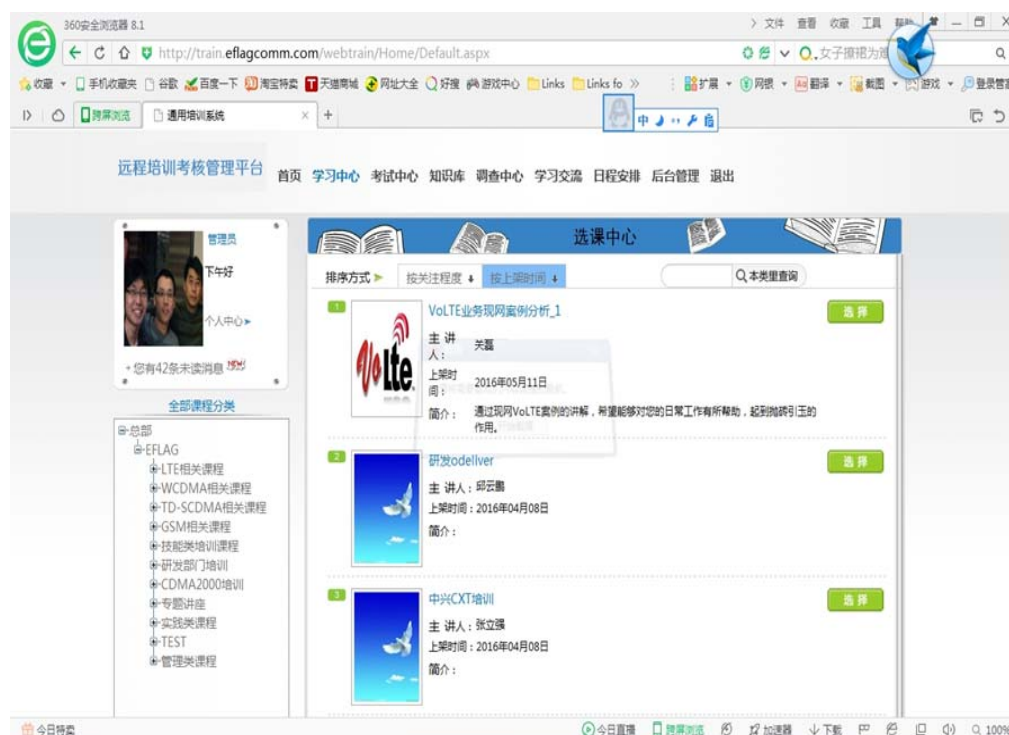 360安全浏览器 8.1
文件 查看 收藏 工具 帮助
http://train.eflagcomm.com/webtrain/Home/Default.aspx
女子撩裙为
收藏 手机收藏夹 谷歌 百度一下 淘宝特卖 天猫商城 网址大全 好搜 游戏中心 Links Links fo » 扩展 网银 翻译 截图 游戏 登录管
跨屏浏览 通用培训系统
中
远程培训考核管理平台
首页 学习中心 考试中心 知识库 调查中心 学习交流 日程安排 后台管理 退出
管理员
下午好
个人中心
您有42条未读消息 NEW!
全部课程分类
总部
EFLAG
LTE相关课程
WCDMA相关课程
TD-SCDMA相关课程
GSM相关课程
技能类培训课程
研发部门培训
CDMA2000培训
专题讲座
实践类课程
TEST
管理类课程
选课中心
排序方式 按关注程度 按上架时间 本类里查询
1
VoLTE
VoLTE业务现网案例分析_1
选择
主 讲人: 关磊
上架时间: 2016年05月11日
简介: 通过现网VoLTE案例的讲解,希望能够对您的日常工作有所帮助,起到抛砖引玉的
作用。
2
研发odeliver
选择
主 讲人:邱云鹏
上架时间:2016年04月08日
简介:
3
中兴CXT培训
选择
主 讲人:张立强
上架时间:2016年04月08日
简介:
今日特卖
今日直播 跨屏浏览 加速器 下载 100%